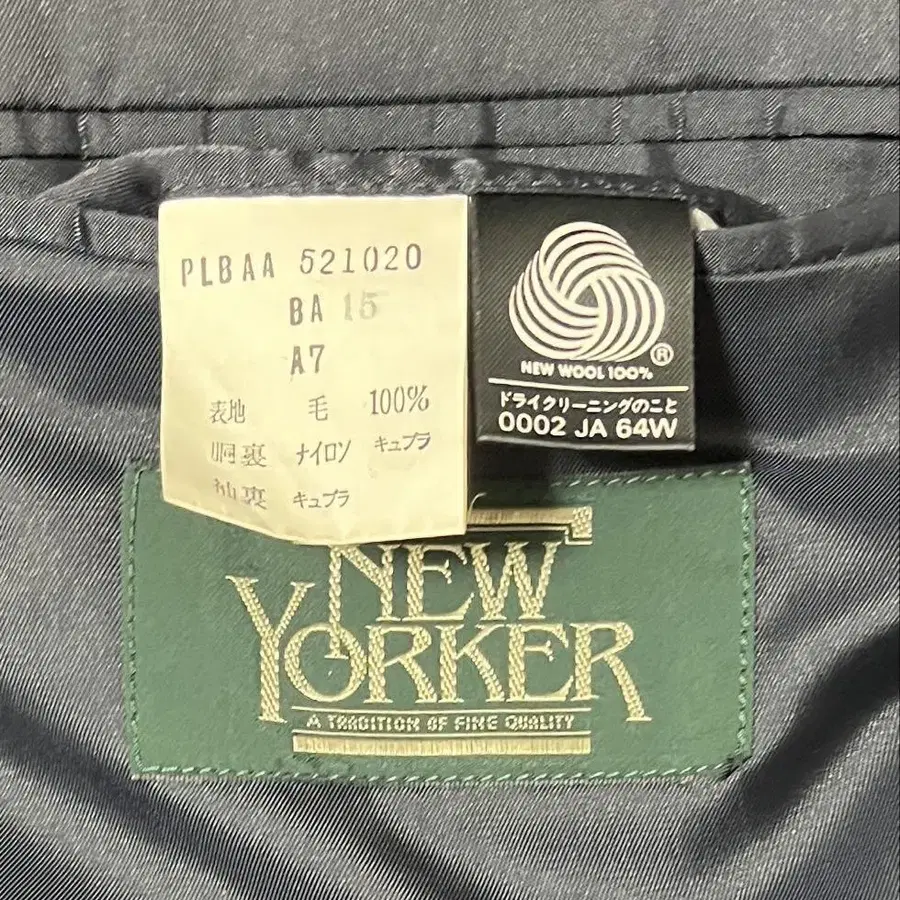 PLBAA 521020
BA 15
A7
表地 毛 100%
胴裏 ナイロン キュプラ
袖裏 キュプラ
NEW WOOL 100%
ドライクリーニングのこと
0002 JA 64W
NEW
YORKER
A TRADITION OF FINE QUALITY